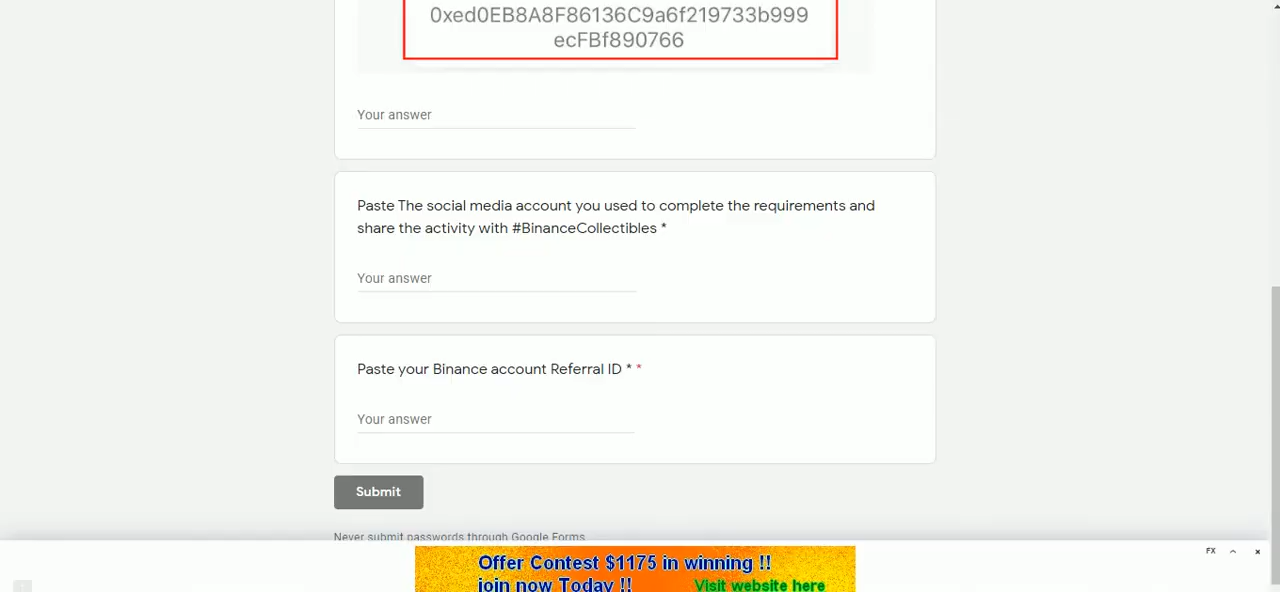 0xed0EB8A8F86136C9a6f219733b999
ecFBf890766
Your answer
Paste The social media account you used to complete the requirements and
share the activity with #BinanceCollectibles *
Your answer
Paste your Binance account Referral ID * *
Your answer
Submit
Never submit passwords through Google Forms.
FX
Offer Contest $1175 in winning !!
join now Today !!
Visit website here